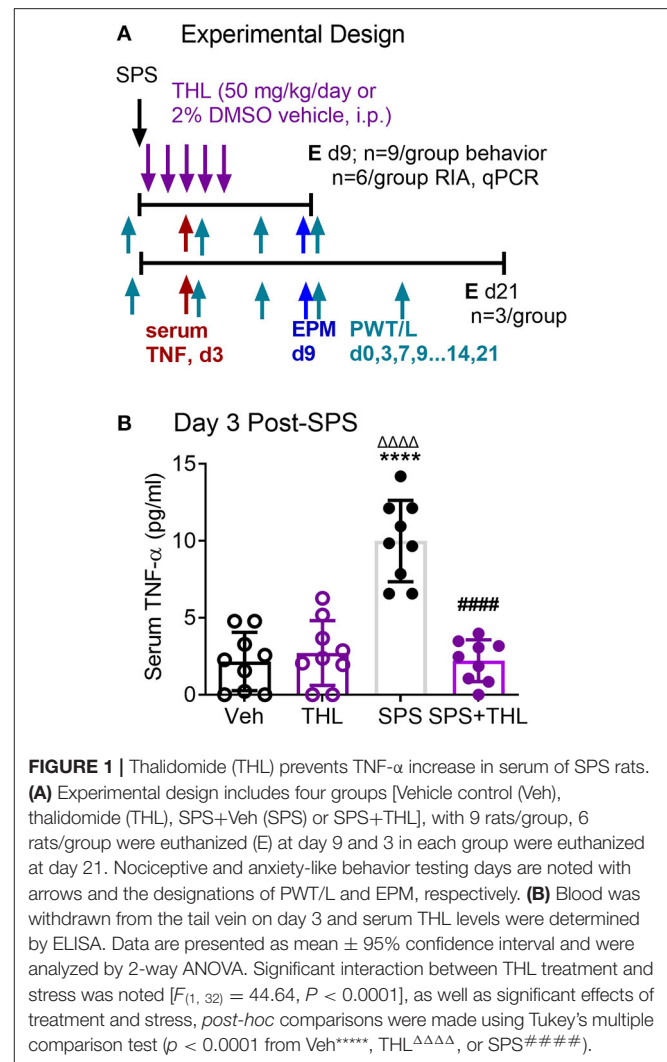 A Experimental Design
SPS
THL (50 mg/kg/day or
2% DMSO vehicle, i.p.)
E d9; n=9/group behavior
n=6/group RIA, qPCR
E d21
n=3/group
serum
TNF, d3
EPM
d9
PWT/L
d0,3,7,9...14,21
B Day 3 Post-SPS
Serum TNF-α (pg/ml)
15
10
5
0
ΔΔΔΔ
****
####
Veh THL SPS SPS+THL
FIGURE 1 | Thalidomide (THL) prevents TNF-α increase in serum of SPS rats.
(A) Experimental design includes four groups [Vehicle control (Veh),
thalidomide (THL), SPS+Veh (SPS) or SPS+THL], with 9 rats/group, 6
rats/group were euthanized (E) at day 9 and 3 in each group were euthanized
at day 21. Nociceptive and anxiety-like behavior testing days are noted with
arrows and the designations of PWT/L and EPM, respectively. (B) Blood was
withdrawn from the tail vein on day 3 and serum THL levels were determined
by ELISA. Data are presented as mean ± 95% confidence interval and were
analyzed by 2-way ANOVA. Significant interaction between THL treatment and
stress was noted [F(1, 32) = 44.64, P < 0.0001], as well as significant effects of
treatment and stress, post-hoc comparisons were made using Tukey's multiple
comparison test (p < 0.0001 from Veh*****, THLΔΔΔΔ, or SPS####).